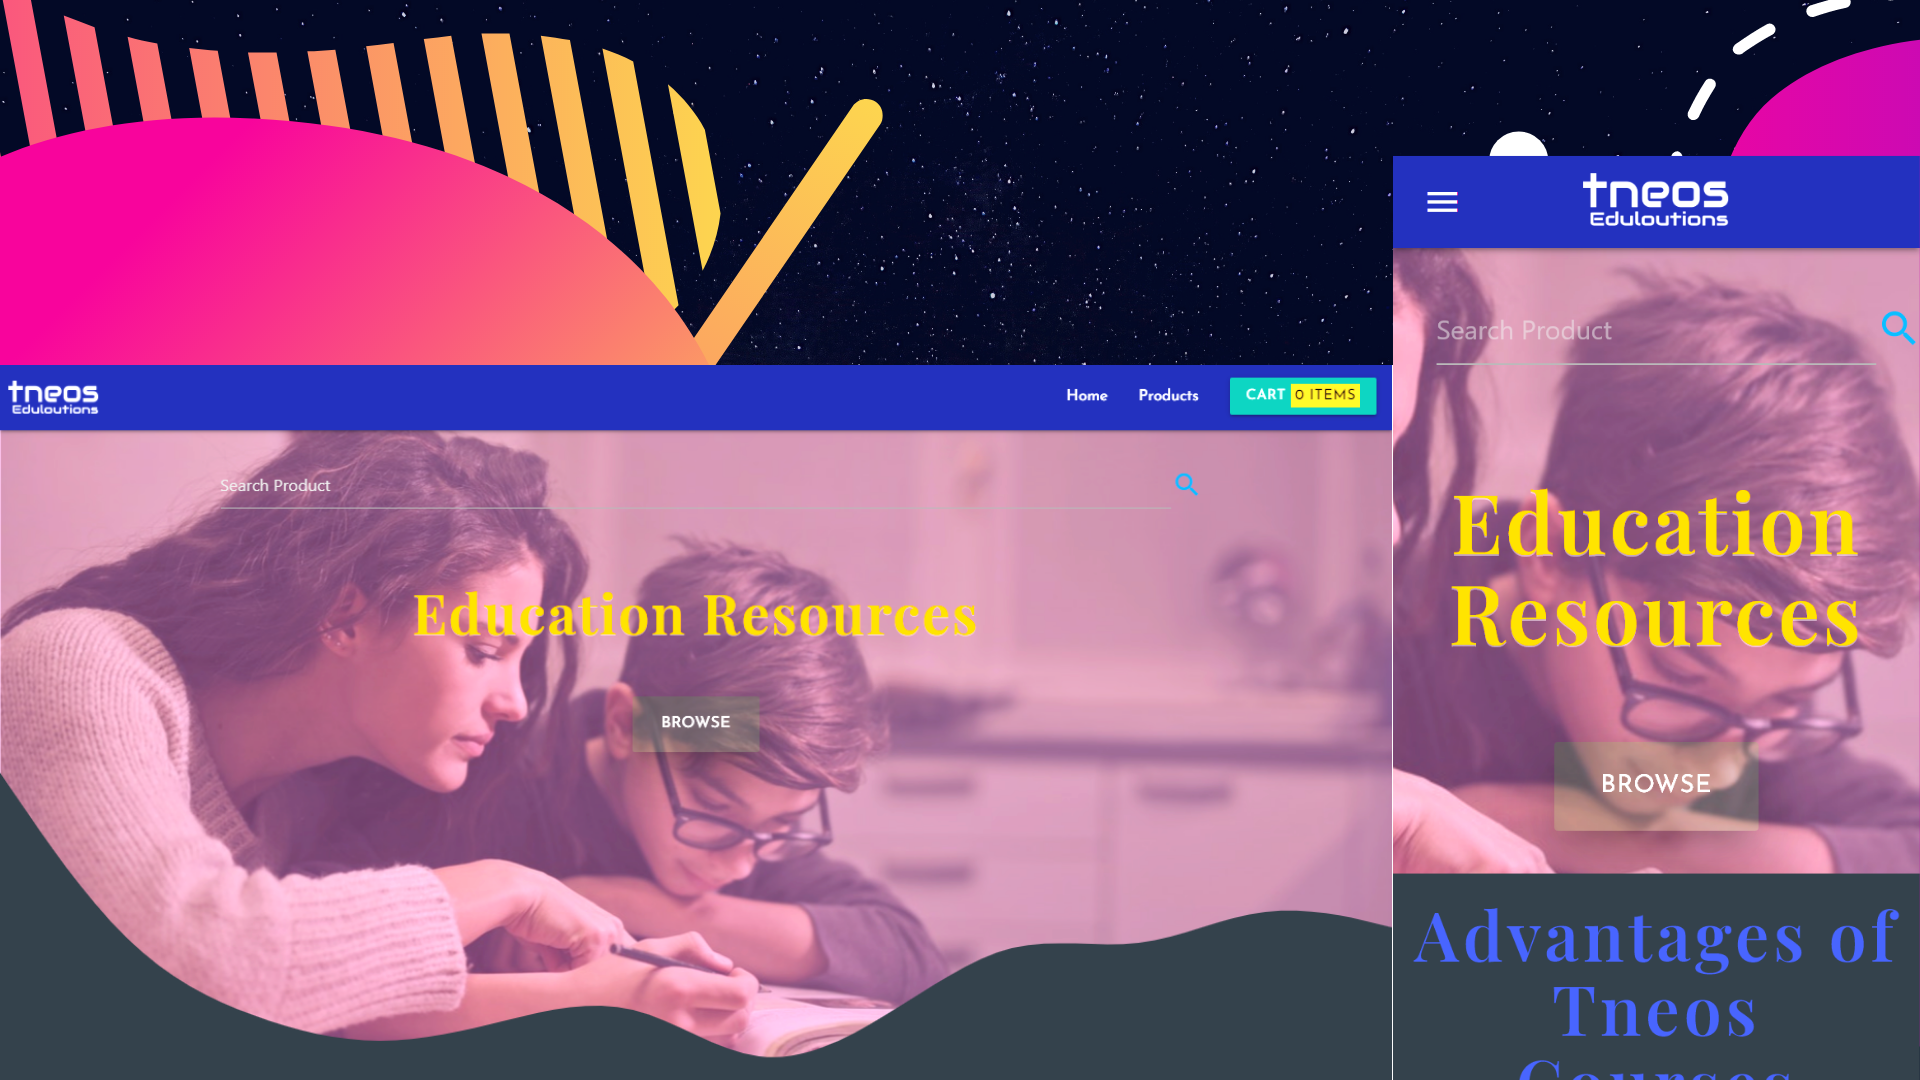 tneos
Eduloutions
Home
Products
CART 0 ITEMS
Search Product
Education Resources
BROWSE
tneos
Eduloutions
Search Product
Education
Resources
BROWSE
Advantages of
Tneos
Courses